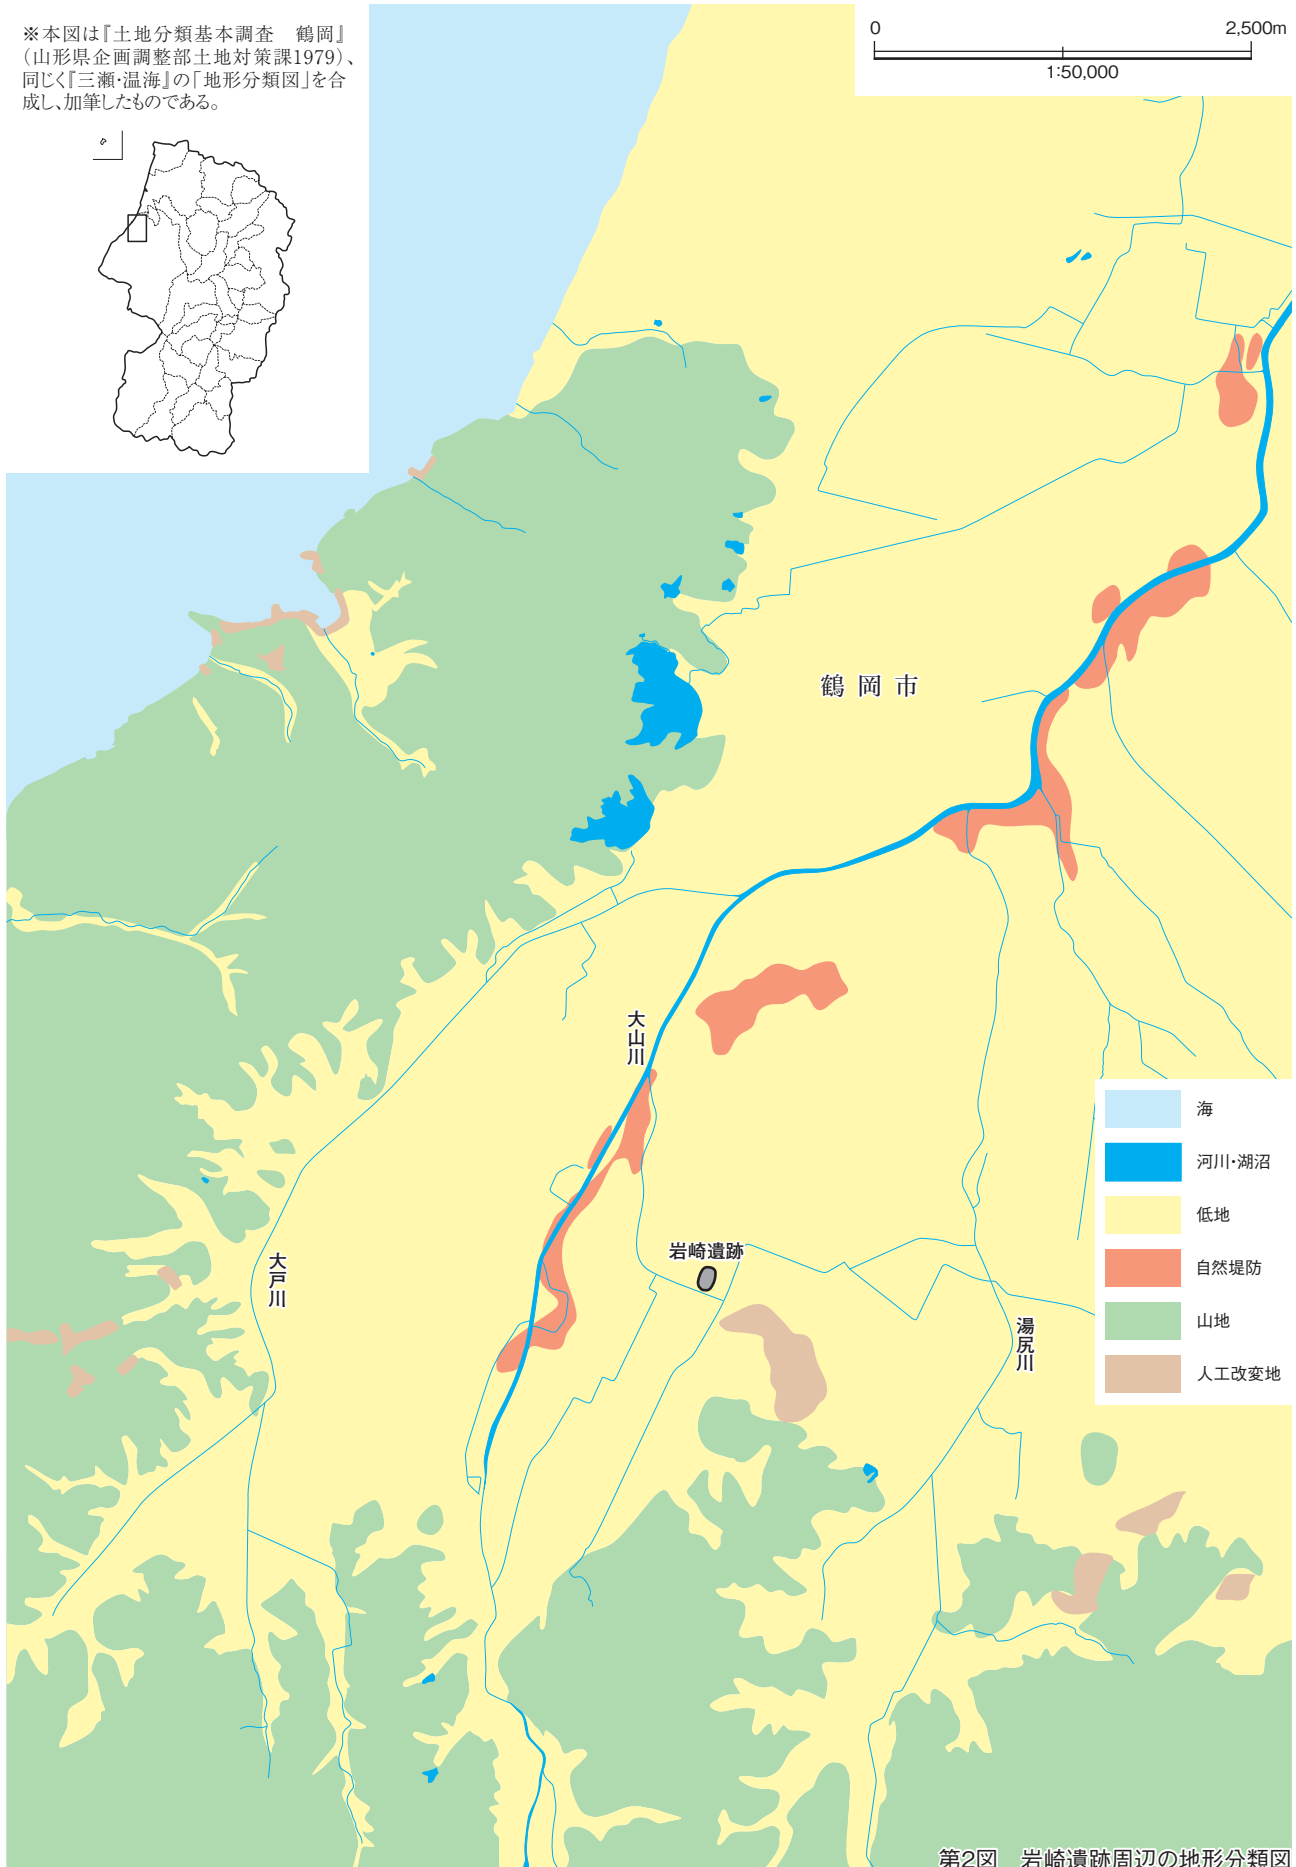 ※本図は『土地分類基本調査　鶴岡』
（山形県企画調整部土地対策課1979）、
同じく『三瀬・温海』の「地形分類図」を合
成し、加筆したものである。
0
2,500m
1:50,000
鶴岡市
大山川
岩崎遺跡
大戸川
湯尻川
海
河川・湖沼
低地
自然堤防
山地
人工改変地
第2図　岩崎遺跡周辺の地形分類図